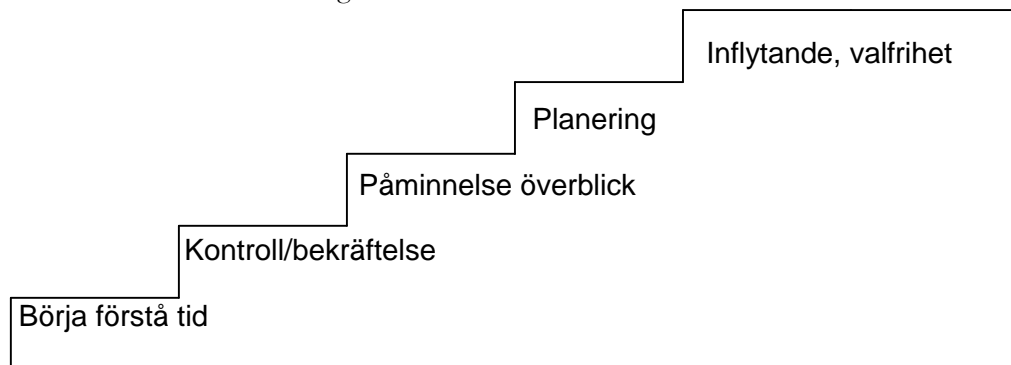 Inflytande, valfrihet
Planering
Påminnelse överblick
Kontroll/bekräftelse
Börja förstå tid